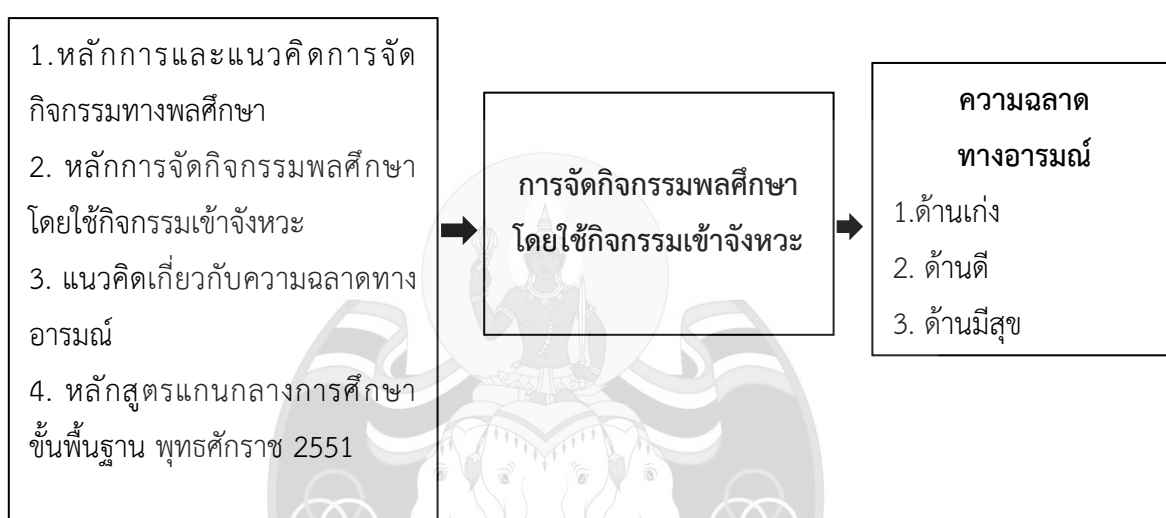 1.หลักการและแนวคิดการจัด
กิจกรรมทางพลศึกษา
2. หลักการจัดกิจกรรมพลศึกษา
โดยใช้กิจกรรมเข้าจังหวะ
3. แนวคิดเกี่ยวกับความฉลาดทาง
อารมณ์
4. หลักสูตรแกนกลางการศึกษา
ขั้นพื้นฐาน พุทธศักราช 2551
การจัดกิจกรรมพลศึกษา
โดยใช้กิจกรรมเข้าจังหวะ
ความฉลาด
ทางอารมณ์
1.ด้านเก่ง
2. ด้านดี
3. ด้านมีสุข